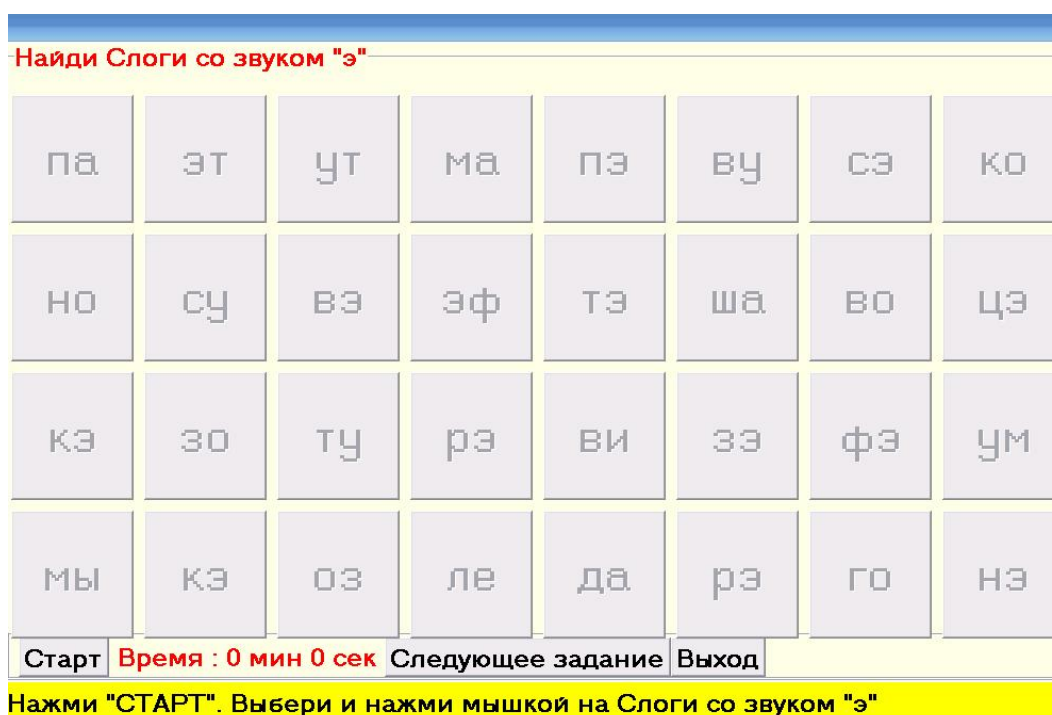 Найди Слоги со звуком "э"
па эт ут ма пэ ву сэ ко
но су вэ эф тэ ша во цэ
кэ зо ту рэ ви зэ фэ ум
мы кэ оз ле да рэ го нэ
Старт Время : 0 мин 0 сек Следующее задание Выход
Нажми "СТАРТ". Выбери и нажми мышкой на Слоги со звуком "э"